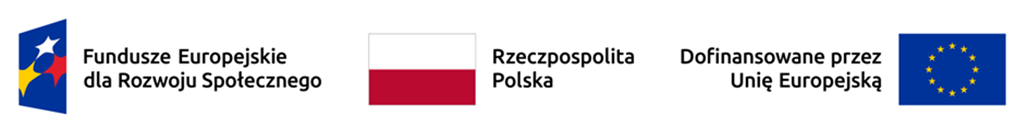 Fundusze Europejskie
dla Rozwoju Społecznego
Rzeczpospolita
Polska
Dofinansowane przez
Unię Europejską